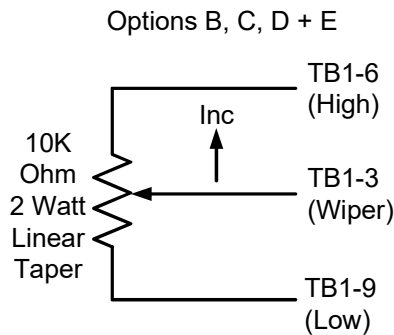 Options B, C, D + E
TB1-6
(High)
Inc
10K
Ohm
2 Watt
Linear
Taper
TB1-3
(Wiper)
TB1-9
(Low)